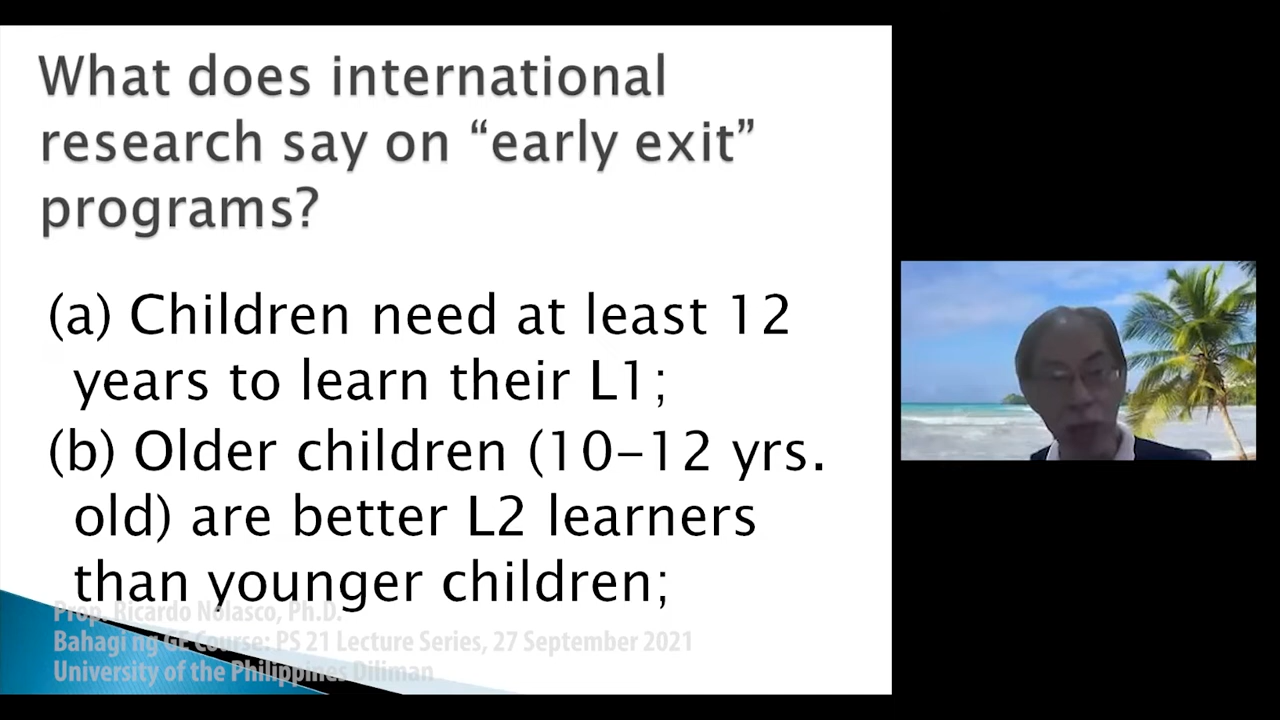 What does international
research say on “early exit”
programs?
(a) Children need at least 12
years to learn their L1;
(b) Older children (10–12 yrs.
old) are better L2 learners
than younger children;
Prop. Ricardo Nolasco, Ph.D.
Bahagi ng GE Course: PS 21 Lecture Series, 27 September 2021
University of the Philippines Diliman